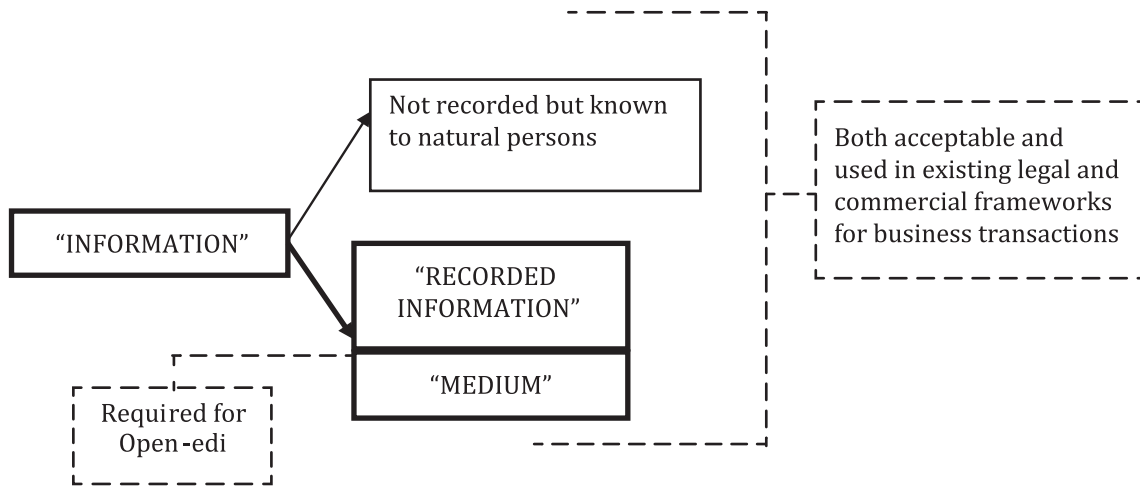 Not recorded but known
to natural persons
Both acceptable and
used in existing legal and
commercial frameworks
for business transactions
“INFORMATION”
“RECORDED
INFORMATION”
“MEDIUM”
Required for
Open-edi